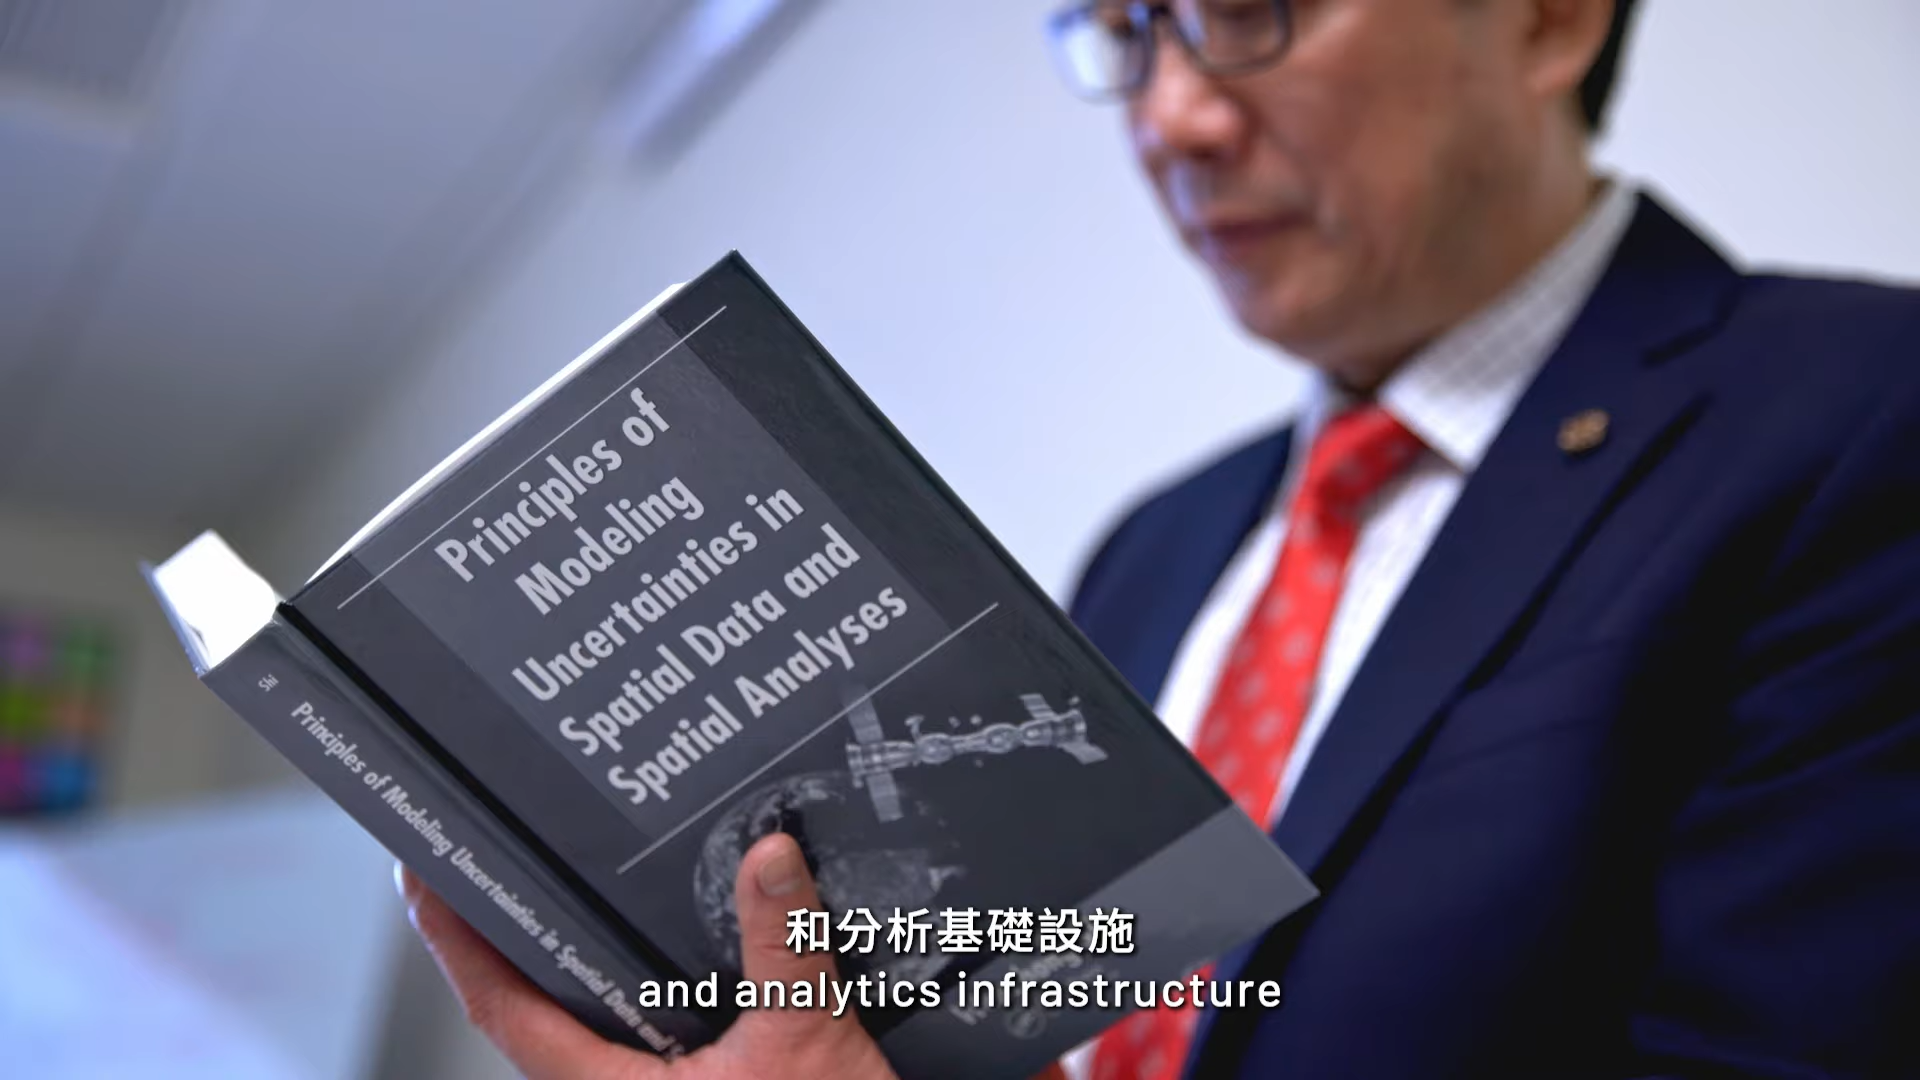 Principles of
Modeling
Uncertainties in
Spatial Data and
Spatial Analyses
Shi
Principles of Modeling Uncertainties in Spatial Data and
和分析基礎設施
and analytics infrastructure